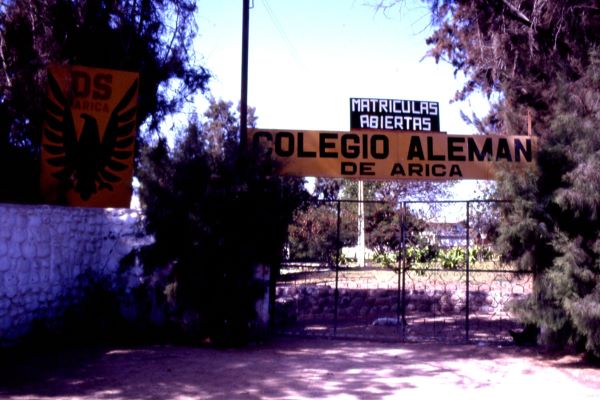 DS
ARICA
MATRICULAS
ABIERTAS
COLEGIO ALEMAN
DE ARICA